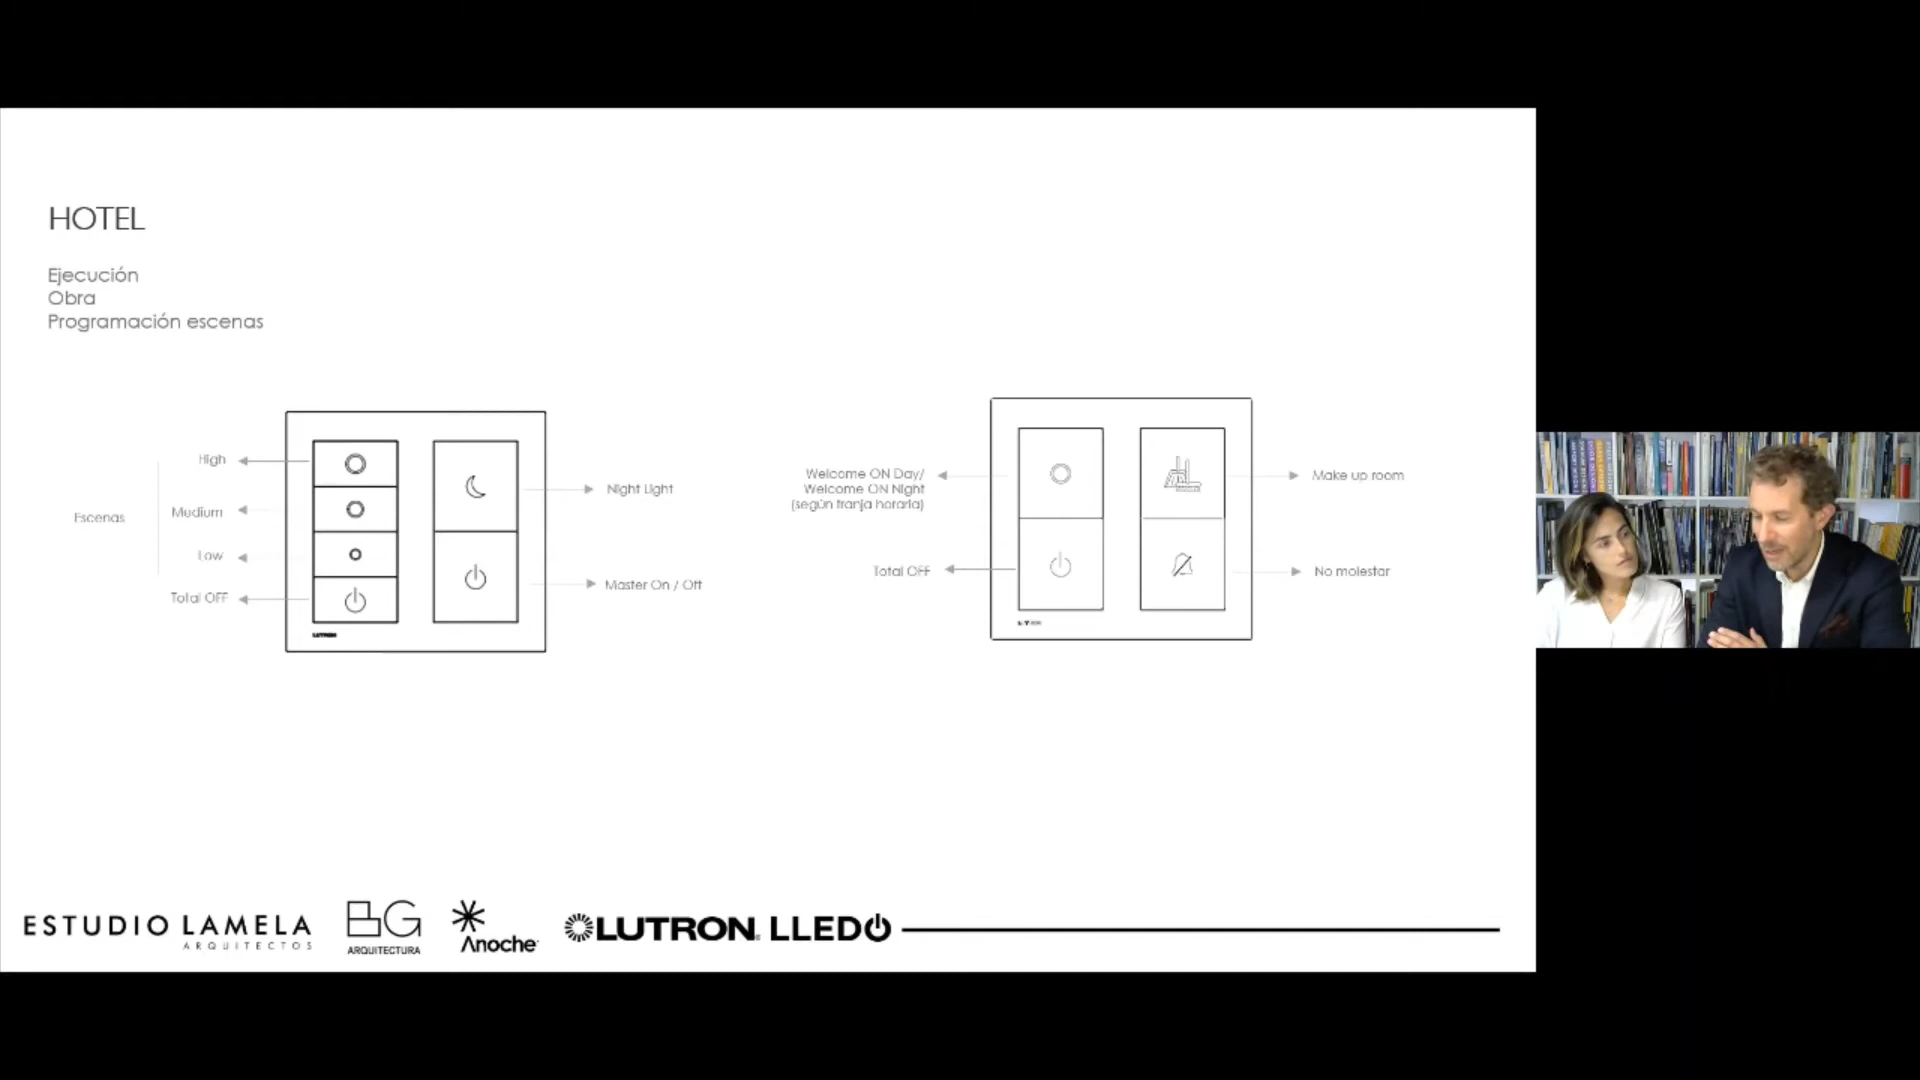 HOTEL
Ejecución
Obra
Programación escenas
Escenas
High
Medium
Low
Total OFF
Night Light
Master On / Off
LUTRON
Welcome ON Day/
Welcome ON Night
(según franja horaria)
Total OFF
Make up room
No molestar
ESTUDIO LAMELA
ARQUITECTOS
BG
ARQUITECTURA
Anoche
LUTRON
LLEDO